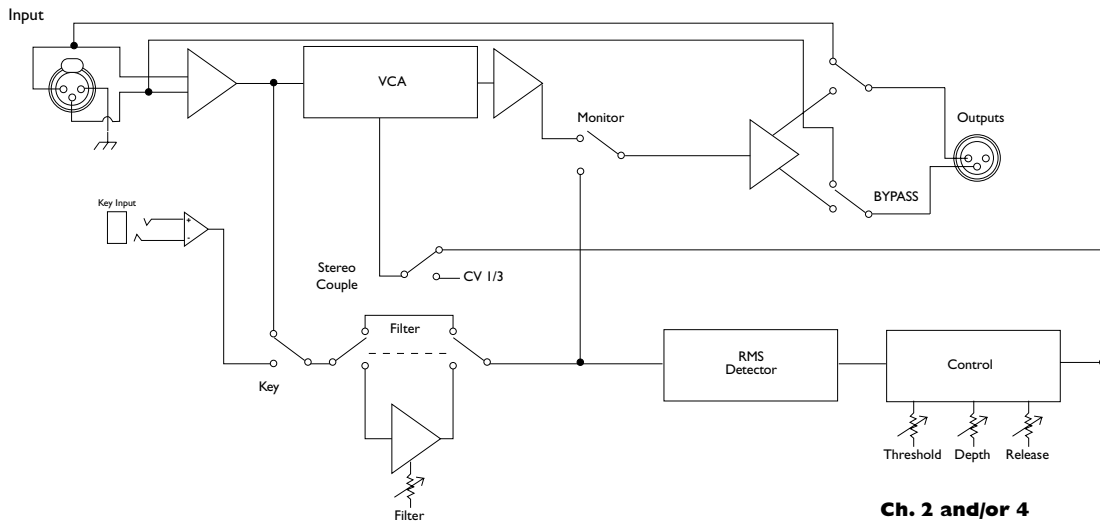 Input
VCA
Monitor
Outputs
BYPASS
Key Input
+
-
Stereo
Couple
CV 1/3
Filter
Key
RMS
Detector
Control
Threshold
Depth
Release
Filter
Ch. 2 and/or 4